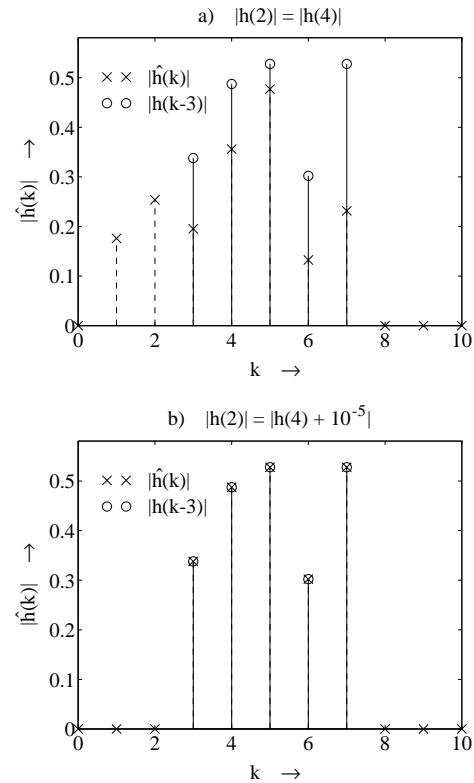 a) |h(2)| = |h(4)|
0.5
× × |ĥ(k)|
○ ○ |h(k-3)|
0.4
0.3
0.2
0.1
0
|ĥ(k)| →
0 2 4 6 8 10
k →
b) |h(2)| = |h(4) + 10⁻⁵|
0.5
× × |ĥ(k)|
○ ○ |h(k-3)|
0.4
0.3
0.2
0.1
0
|ĥ(k)| →
0 2 4 6 8 10
k →